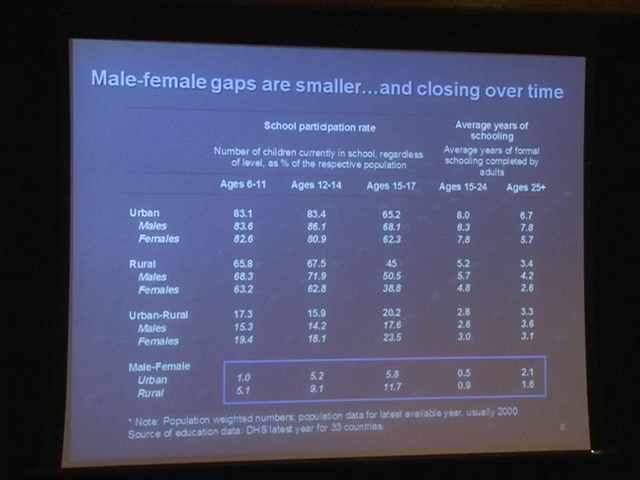 Male-female gaps are smaller…and closing over time
School participation rate Average years of schooling
Number of children currently in school, regardless of level, as % of the respective population Average years of formal schooling completed by adults
Ages 6-11 Ages 12-14 Ages 15-17 Ages 15-24 Ages 25+
Urban 83.1 83.4 65.2 8.0 6.7
Males 83.6 86.1 68.1 8.3 7.8
Females 82.6 80.9 62.3 7.8 5.7
Rural 65.8 67.5 45 5.2 3.4
Males 68.3 71.9 50.5 5.7 4.2
Females 63.2 62.8 38.8 4.8 2.6
Urban-Rural 17.3 15.9 20.2 2.8 3.3
Males 15.3 14.2 17.6 2.6 3.6
Females 19.4 18.1 23.5 3.0 3.1
Male-Female
Urban 1.0 5.2 5.8 0.5 2.1
Rural 5.1 9.1 11.7 0.9 1.6
* Note: Population weighted numbers; population data for latest available year, usually 2000.
Source of education data: DHS latest year for 33 countries.